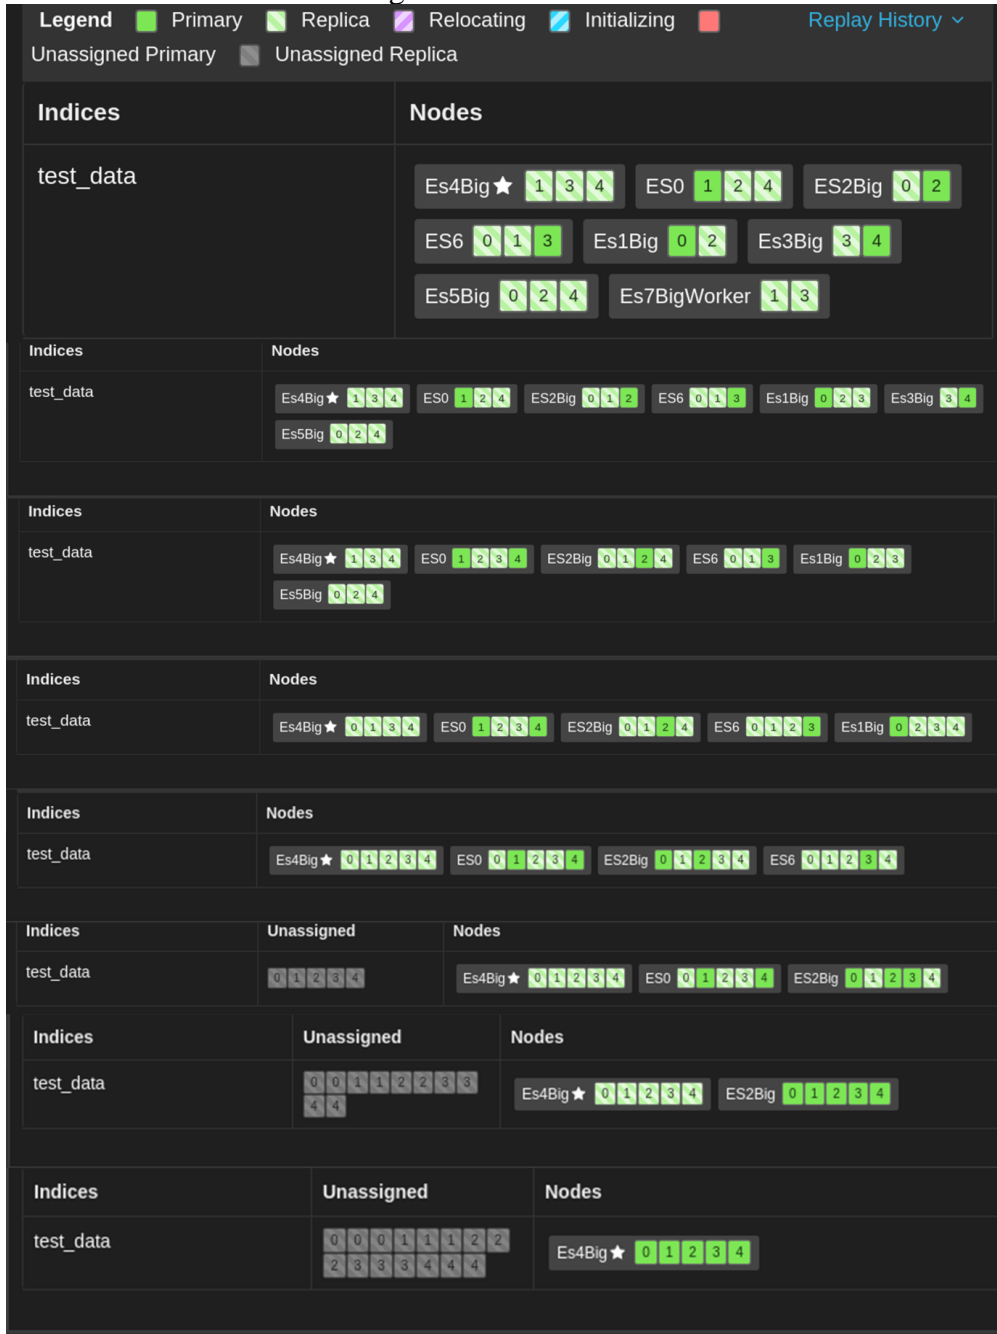 Legend Primary Replica Relocating Initializing Replay History
Unassigned Primary Unassigned Replica
Indices Nodes
test_data Es4Big 1 3 4 ES0 1 2 4 ES2Big 0 2
ES6 0 1 3 Es1Big 0 2 Es3Big 3 4
Es5Big 0 2 4 Es7BigWorker 1 3
Indices Nodes
test_data Es4Big 1 3 4 ES0 1 2 4 ES2Big 0 1 2 ES6 0 1 3 Es1Big 0 2 3 Es3Big 3 4
Es5Big 0 2 4
Indices Nodes
test_data Es4Big 1 3 4 ES0 1 2 3 4 ES2Big 0 1 2 4 ES6 0 1 3 Es1Big 0 2 3
Es5Big 0 2 4
Indices Nodes
test_data Es4Big 0 1 3 4 ES0 1 2 3 4 ES2Big 0 1 2 4 ES6 0 1 2 3 Es1Big 0 2 3 4
Indices Nodes
test_data Es4Big 0 1 2 3 4 ES0 0 1 2 3 4 ES2Big 0 1 2 3 4 ES6 0 1 2 3 4
Indices Unassigned Nodes
test_data 0 1 2 3 4 Es4Big 0 1 2 3 4 ES0 0 1 2 3 4 ES2Big 0 1 2 3 4
Indices Unassigned Nodes
test_data 0 0 1 1 2 2 3 3 Es4Big 0 1 2 3 4 ES2Big 0 1 2 3 4
4 4
Indices Unassigned Nodes
test_data 0 0 0 1 1 1 2 2 Es4Big 0 1 2 3 4
2 3 3 3 4 4 4